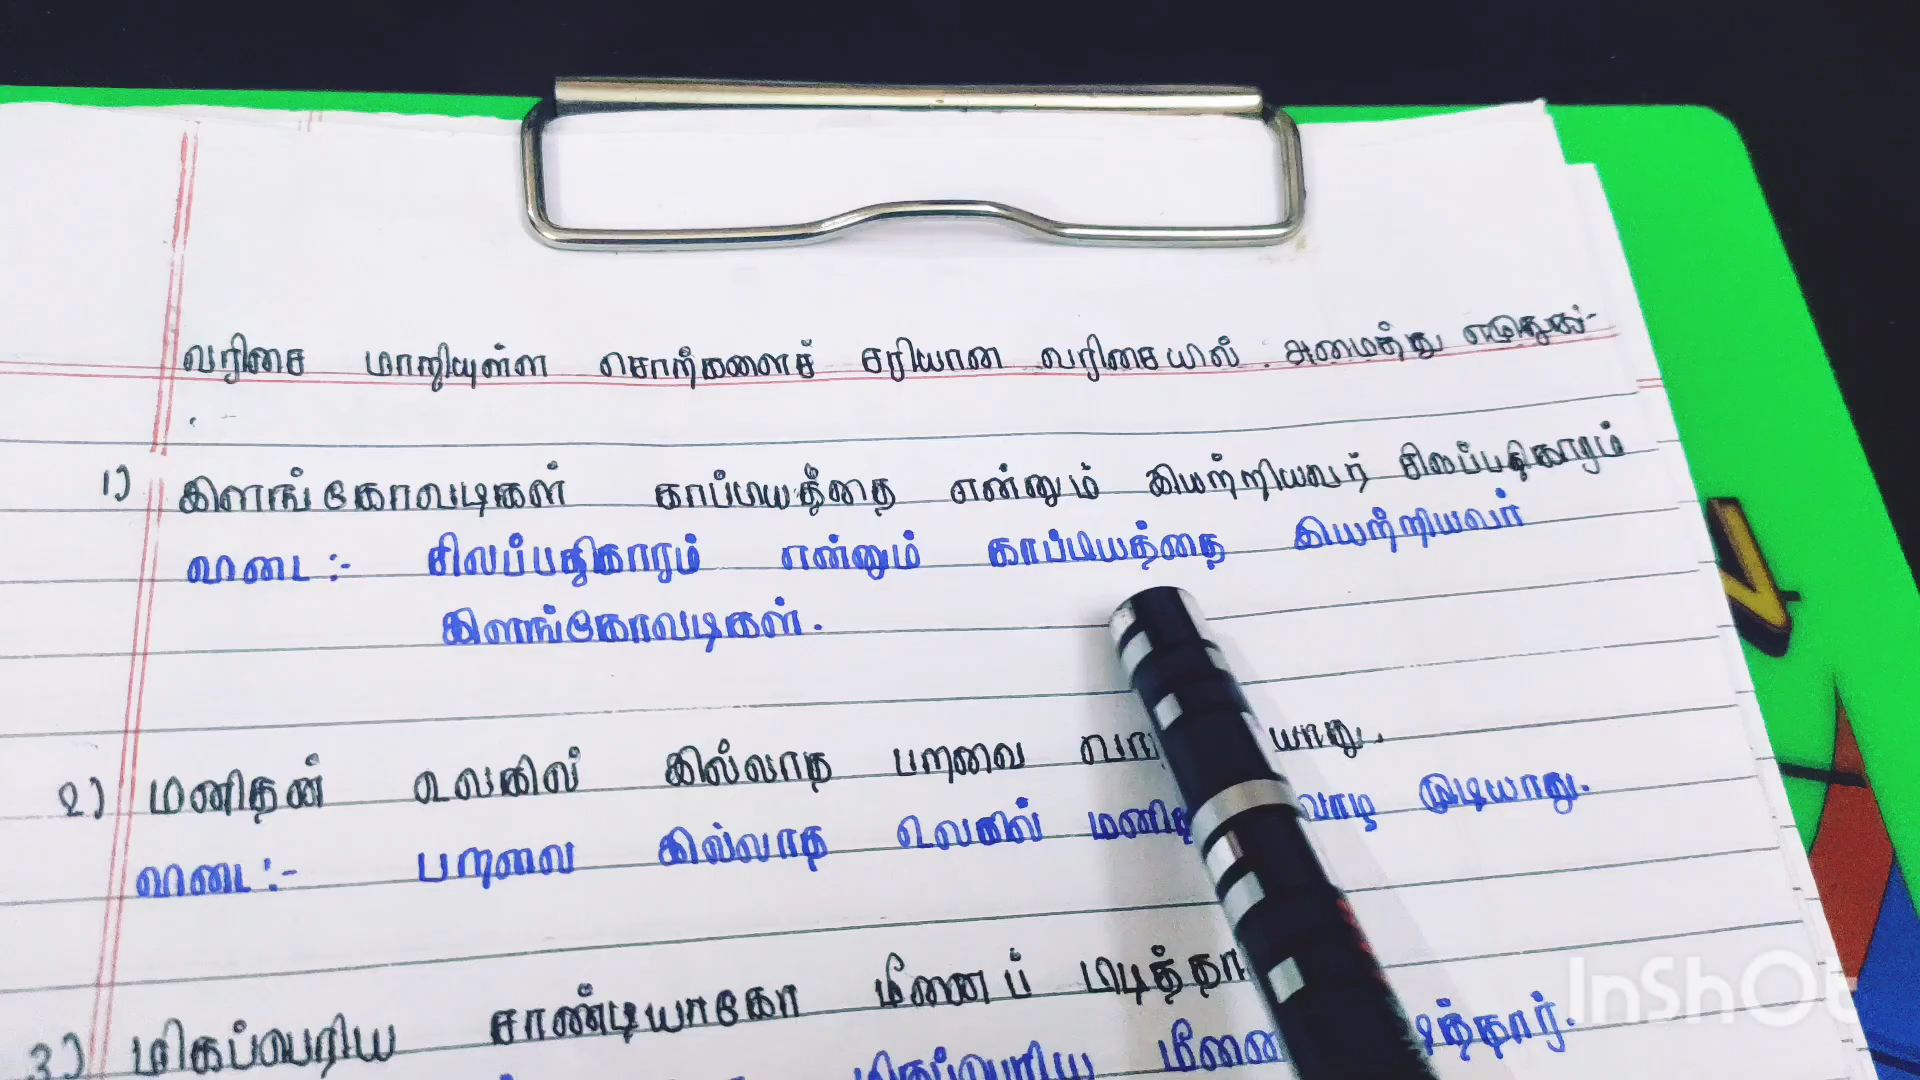 வரிசை மாறியுள்ள சொற்களைச் சரியான வரிசையில் அமைத்து எழுதுக:-
1) இளங்கோவடிகள் காப்பியத்தை என்னும் இயற்றியவர் சிலப்பதிகாரம்
விடை :- சிலப்பதிகாரம் என்னும் காப்பியத்தை இயற்றியவர்
இளங்கோவடிகள்.
2) மனிதன் உலகில் இல்லாத பறவை யாது.
விடை :- பறவை இல்லாத உலகில் வாழ முடியாது.
3) மிகப்பெரிய சாண்டியாகோ மீனைப்
மிகப்பெரிய
InShOt